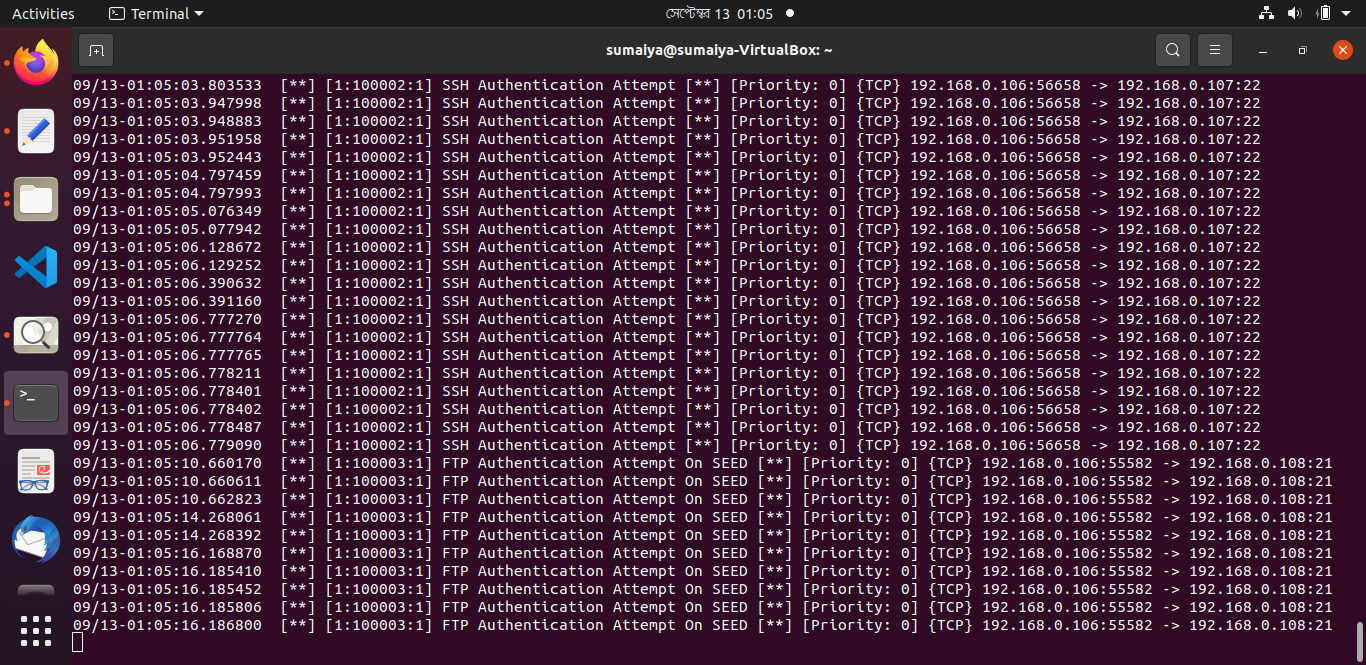 Activities
Terminal
সেপ্টেম্বর 13 01:05
sumaiya@sumaiya-VirtualBox: ~
09/13-01:05:03.803533 [**] [1:100002:1] SSH Authentication Attempt [**] [Priority: 0] {TCP} 192.168.0.106:56658 -> 192.168.0.107:22
09/13-01:05:03.947998 [**] [1:100002:1] SSH Authentication Attempt [**] [Priority: 0] {TCP} 192.168.0.106:56658 -> 192.168.0.107:22
09/13-01:05:03.948883 [**] [1:100002:1] SSH Authentication Attempt [**] [Priority: 0] {TCP} 192.168.0.106:56658 -> 192.168.0.107:22
09/13-01:05:03.951958 [**] [1:100002:1] SSH Authentication Attempt [**] [Priority: 0] {TCP} 192.168.0.106:56658 -> 192.168.0.107:22
09/13-01:05:03.952443 [**] [1:100002:1] SSH Authentication Attempt [**] [Priority: 0] {TCP} 192.168.0.106:56658 -> 192.168.0.107:22
09/13-01:05:04.797459 [**] [1:100002:1] SSH Authentication Attempt [**] [Priority: 0] {TCP} 192.168.0.106:56658 -> 192.168.0.107:22
09/13-01:05:04.797993 [**] [1:100002:1] SSH Authentication Attempt [**] [Priority: 0] {TCP} 192.168.0.106:56658 -> 192.168.0.107:22
09/13-01:05:05.076349 [**] [1:100002:1] SSH Authentication Attempt [**] [Priority: 0] {TCP} 192.168.0.106:56658 -> 192.168.0.107:22
09/13-01:05:05.077942 [**] [1:100002:1] SSH Authentication Attempt [**] [Priority: 0] {TCP} 192.168.0.106:56658 -> 192.168.0.107:22
09/13-01:05:06.128672 [**] [1:100002:1] SSH Authentication Attempt [**] [Priority: 0] {TCP} 192.168.0.106:56658 -> 192.168.0.107:22
09/13-01:05:06.129252 [**] [1:100002:1] SSH Authentication Attempt [**] [Priority: 0] {TCP} 192.168.0.106:56658 -> 192.168.0.107:22
09/13-01:05:06.390632 [**] [1:100002:1] SSH Authentication Attempt [**] [Priority: 0] {TCP} 192.168.0.106:56658 -> 192.168.0.107:22
09/13-01:05:06.391160 [**] [1:100002:1] SSH Authentication Attempt [**] [Priority: 0] {TCP} 192.168.0.106:56658 -> 192.168.0.107:22
09/13-01:05:06.777270 [**] [1:100002:1] SSH Authentication Attempt [**] [Priority: 0] {TCP} 192.168.0.106:56658 -> 192.168.0.107:22
09/13-01:05:06.777764 [**] [1:100002:1] SSH Authentication Attempt [**] [Priority: 0] {TCP} 192.168.0.106:56658 -> 192.168.0.107:22
09/13-01:05:06.777765 [**] [1:100002:1] SSH Authentication Attempt [**] [Priority: 0] {TCP} 192.168.0.106:56658 -> 192.168.0.107:22
09/13-01:05:06.778211 [**] [1:100002:1] SSH Authentication Attempt [**] [Priority: 0] {TCP} 192.168.0.106:56658 -> 192.168.0.107:22
09/13-01:05:06.778401 [**] [1:100002:1] SSH Authentication Attempt [**] [Priority: 0] {TCP} 192.168.0.106:56658 -> 192.168.0.107:22
09/13-01:05:06.778402 [**] [1:100002:1] SSH Authentication Attempt [**] [Priority: 0] {TCP} 192.168.0.106:56658 -> 192.168.0.107:22
09/13-01:05:06.778487 [**] [1:100002:1] SSH Authentication Attempt [**] [Priority: 0] {TCP} 192.168.0.106:56658 -> 192.168.0.107:22
09/13-01:05:06.779090 [**] [1:100002:1] SSH Authentication Attempt [**] [Priority: 0] {TCP} 192.168.0.106:56658 -> 192.168.0.107:22
09/13-01:05:10.660170 [**] [1:100003:1] FTP Authentication Attempt On SEED [**] [Priority: 0] {TCP} 192.168.0.106:55582 -> 192.168.0.108:21
09/13-01:05:10.660611 [**] [1:100003:1] FTP Authentication Attempt On SEED [**] [Priority: 0] {TCP} 192.168.0.106:55582 -> 192.168.0.108:21
09/13-01:05:10.662823 [**] [1:100003:1] FTP Authentication Attempt On SEED [**] [Priority: 0] {TCP} 192.168.0.106:55582 -> 192.168.0.108:21
09/13-01:05:14.268061 [**] [1:100003:1] FTP Authentication Attempt On SEED [**] [Priority: 0] {TCP} 192.168.0.106:55582 -> 192.168.0.108:21
09/13-01:05:14.268392 [**] [1:100003:1] FTP Authentication Attempt On SEED [**] [Priority: 0] {TCP} 192.168.0.106:55582 -> 192.168.0.108:21
09/13-01:05:16.168870 [**] [1:100003:1] FTP Authentication Attempt On SEED [**] [Priority: 0] {TCP} 192.168.0.106:55582 -> 192.168.0.108:21
09/13-01:05:16.185410 [**] [1:100003:1] FTP Authentication Attempt On SEED [**] [Priority: 0] {TCP} 192.168.0.106:55582 -> 192.168.0.108:21
09/13-01:05:16.185452 [**] [1:100003:1] FTP Authentication Attempt On SEED [**] [Priority: 0] {TCP} 192.168.0.106:55582 -> 192.168.0.108:21
09/13-01:05:16.185806 [**] [1:100003:1] FTP Authentication Attempt On SEED [**] [Priority: 0] {TCP} 192.168.0.106:55582 -> 192.168.0.108:21
09/13-01:05:16.186800 [**] [1:100003:1] FTP Authentication Attempt On SEED [**] [Priority: 0] {TCP} 192.168.0.106:55582 -> 192.168.0.108:21